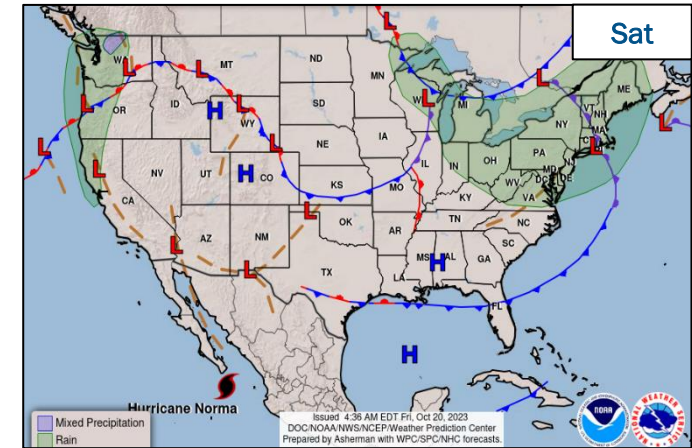 Sat
L
WA
L
MT
ND
MN
L
L
ME
L
OR
ID
H
L
WY
SD
WI
L
MI
VT
NH
NY
MA
L
L
L
NE
IA
PA
L
NV
UT
H
CO
KS
MO
IL
IN
OH
WV
MD
DC
DE
NJ
VA
KY
CA
L
AZ
NM
L
OK
AR
TN
NC
SC
L
TX
LA
MS
H
AL
GA
FL
H
Hurricane Norma
Mixed Precipitation
Rain
Issued 4:36 AM EDT Fri, Oct 20, 2023
DOC/NOAA/NWS/NCEP/Weather Prediction Center
Prepared by Asherman with WPC/SPC/NHC forecasts.
NOAA